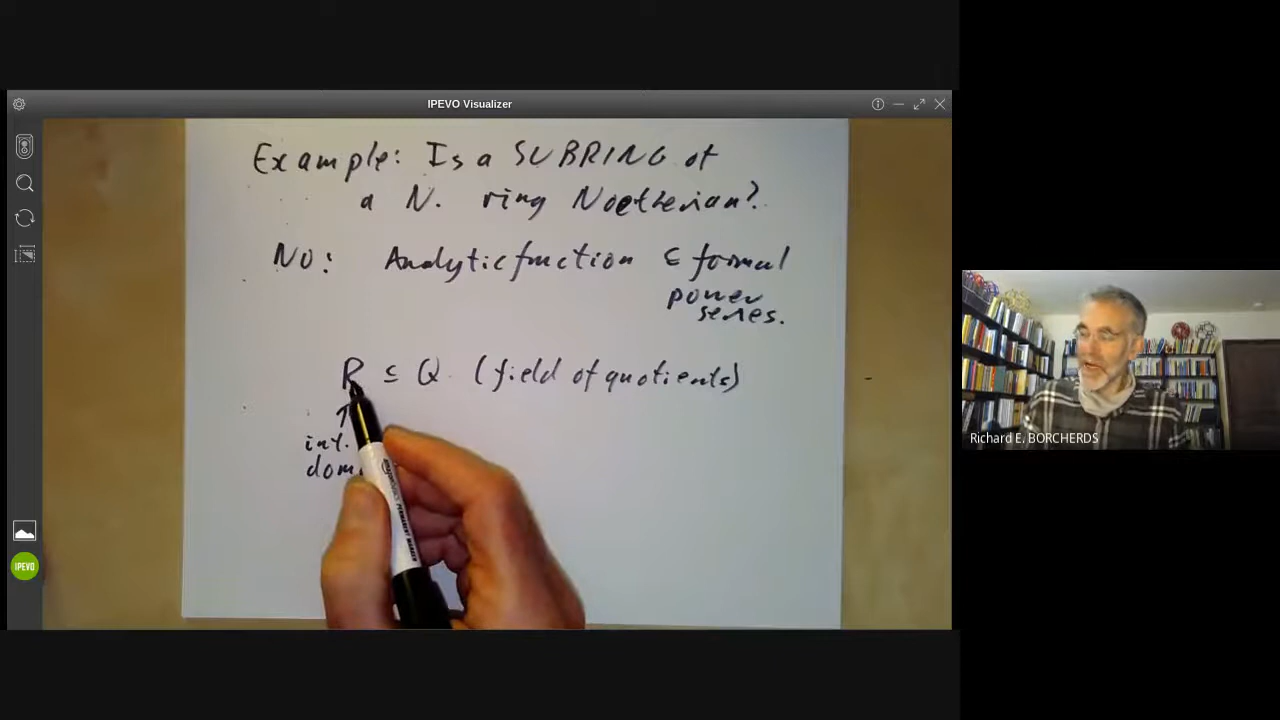 IPEVO Visualizer
Example: Is a SUBRING of
a N. ring Noetherian?
No: Analytic function ⊆ formal
power
series.
R ⊆ Q (field of quotients)
↑
int.
dom
IPEVO
Richard E. BORCHERDS